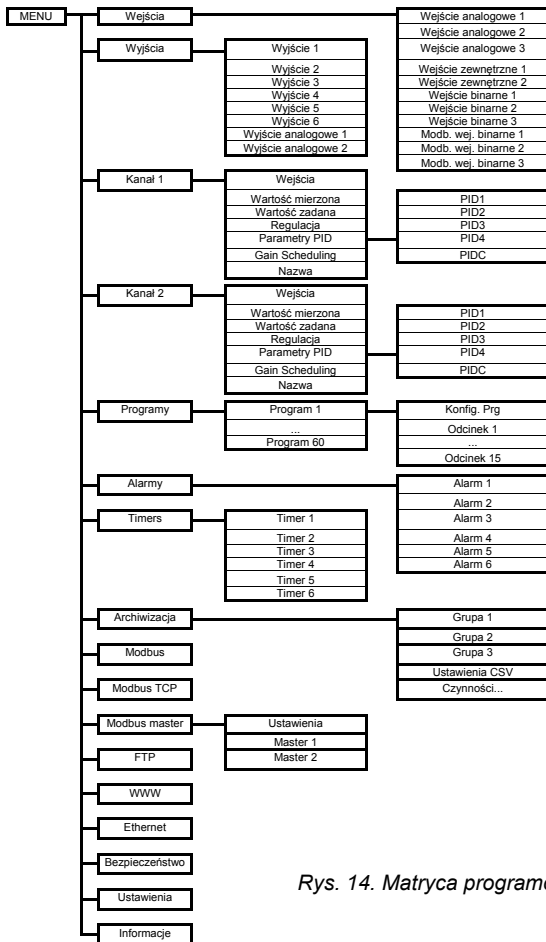 MENU
Wejścia
Wejście analogowe 1
Wejście analogowe 2
Wejście analogowe 3
Wejście zewnętrzne 1
Wejście zewnętrzne 2
Wejście binarne 1
Wejście binarne 2
Wejście binarne 3
Modb. wej. binarne 1
Modb. wej. binarne 2
Modb. wej. binarne 3
Wyjścia
Wyjście 1
Wyjście 2
Wyjście 3
Wyjście 4
Wyjście 5
Wyjście 6
Wyjście analogowe 1
Wyjście analogowe 2
Kanał 1
Wejścia
Wartość mierzona
Wartość zadana
Regulacja
Parametry PID
Gain Scheduling
Nazwa
PID1
PID2
PID3
PID4
PIDC
Kanał 2
Wejścia
Wartość mierzona
Wartość zadana
Regulacja
Parametry PID
Gain Scheduling
Nazwa
PID1
PID2
PID3
PID4
PIDC
Programy
Program 1
...
Program 60
Konfig. Prg
Odcinek 1
...
Odcinek 15
Alarmy
Alarm 1
Alarm 2
Alarm 3
Alarm 4
Alarm 5
Alarm 6
Timers
Timer 1
Timer 2
Timer 3
Timer 4
Timer 5
Timer 6
Archiwizacja
Grupa 1
Grupa 2
Grupa 3
Ustawienia CSV
Czynności...
Modbus
Modbus TCP
Modbus master
Ustawienia
Master 1
Master 2
FTP
WWW
Ethernet
Bezpieczeństwo
Ustawienia
Informacje
Rys. 14. Matryca